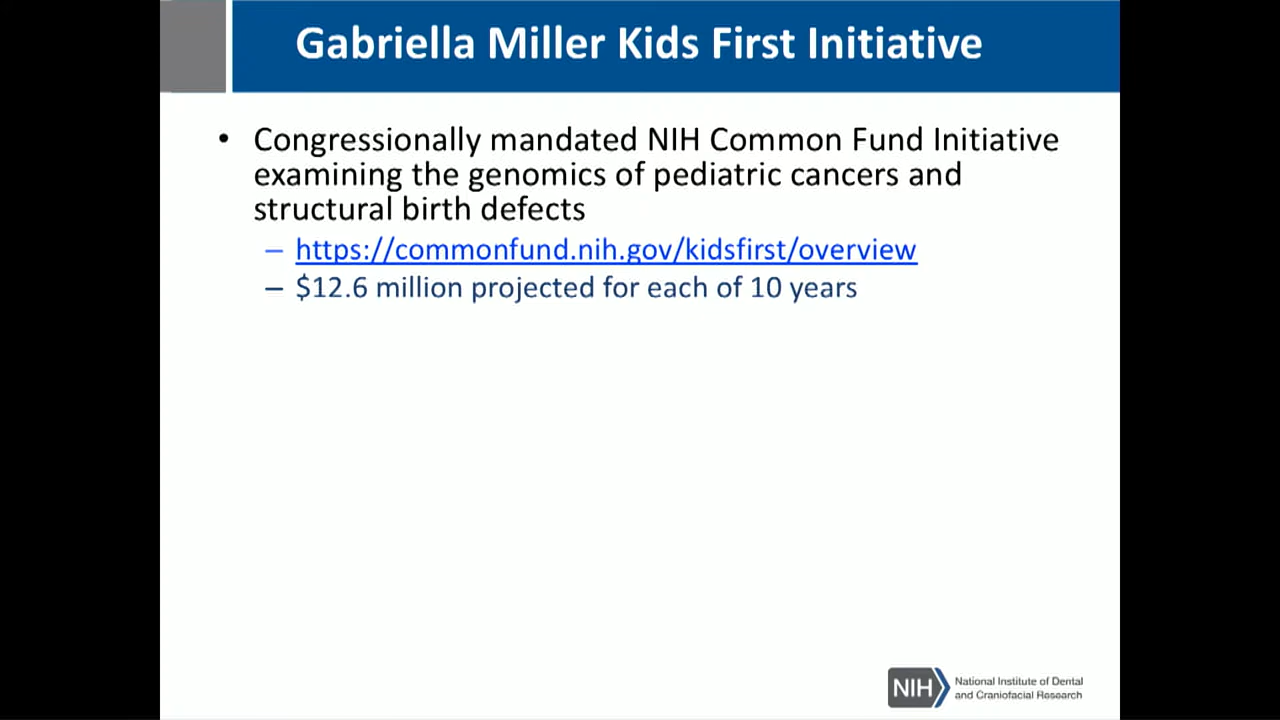 Gabriella Miller Kids First Initiative
• Congressionally mandated NIH Common Fund Initiative
examining the genomics of pediatric cancers and
structural birth defects
– https://commonfund.nih.gov/kidsfirst/overview
– $12.6 million projected for each of 10 years
NIH
National Institute of Dental
and Craniofacial Research